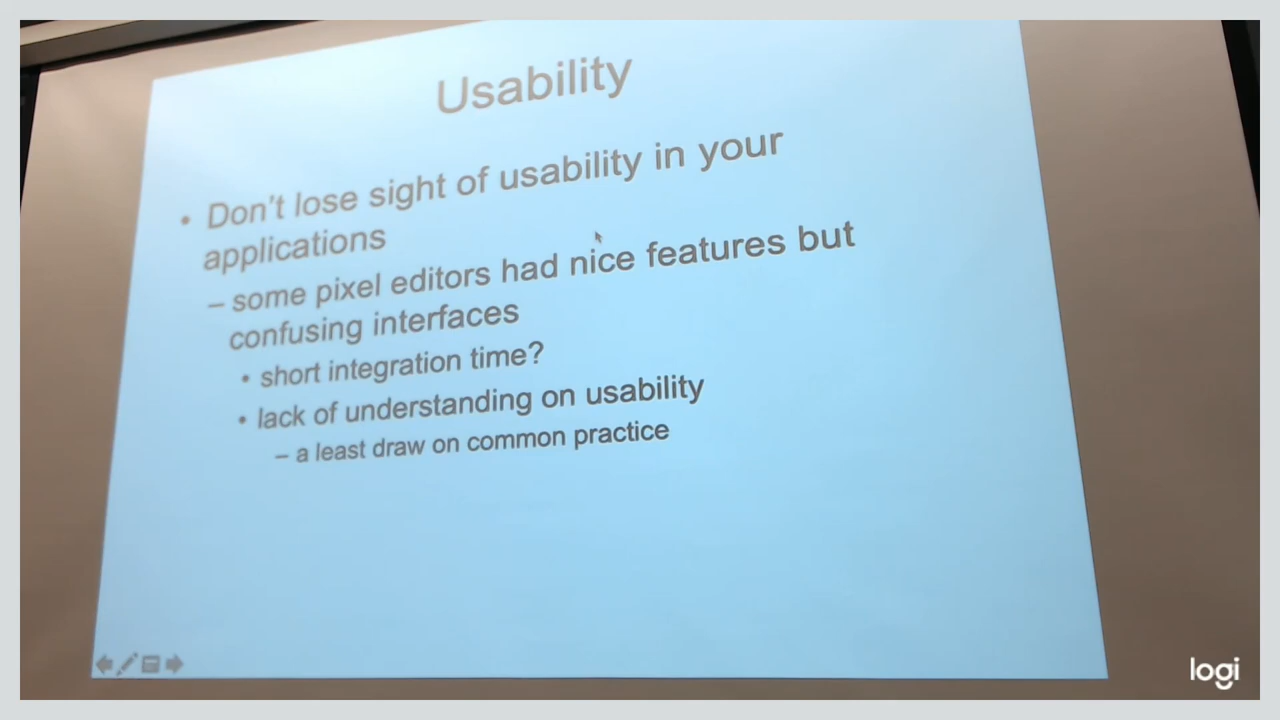 Usability
• Don't lose sight of usability in your
applications
– some pixel editors had nice features but
confusing interfaces
• short integration time?
• lack of understanding on usability
– a least draw on common practice
logi